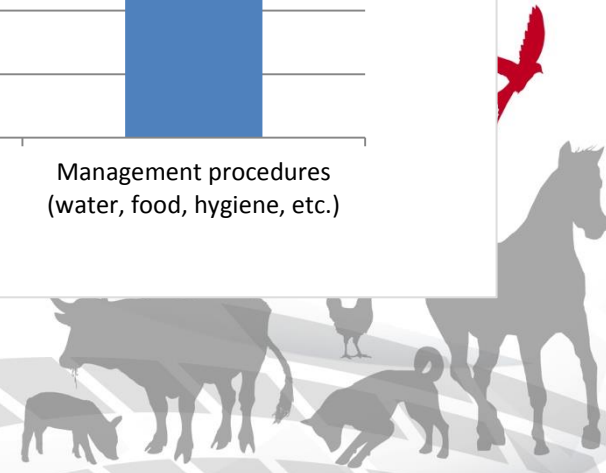 Management procedures
(water, food, hygiene, etc.)